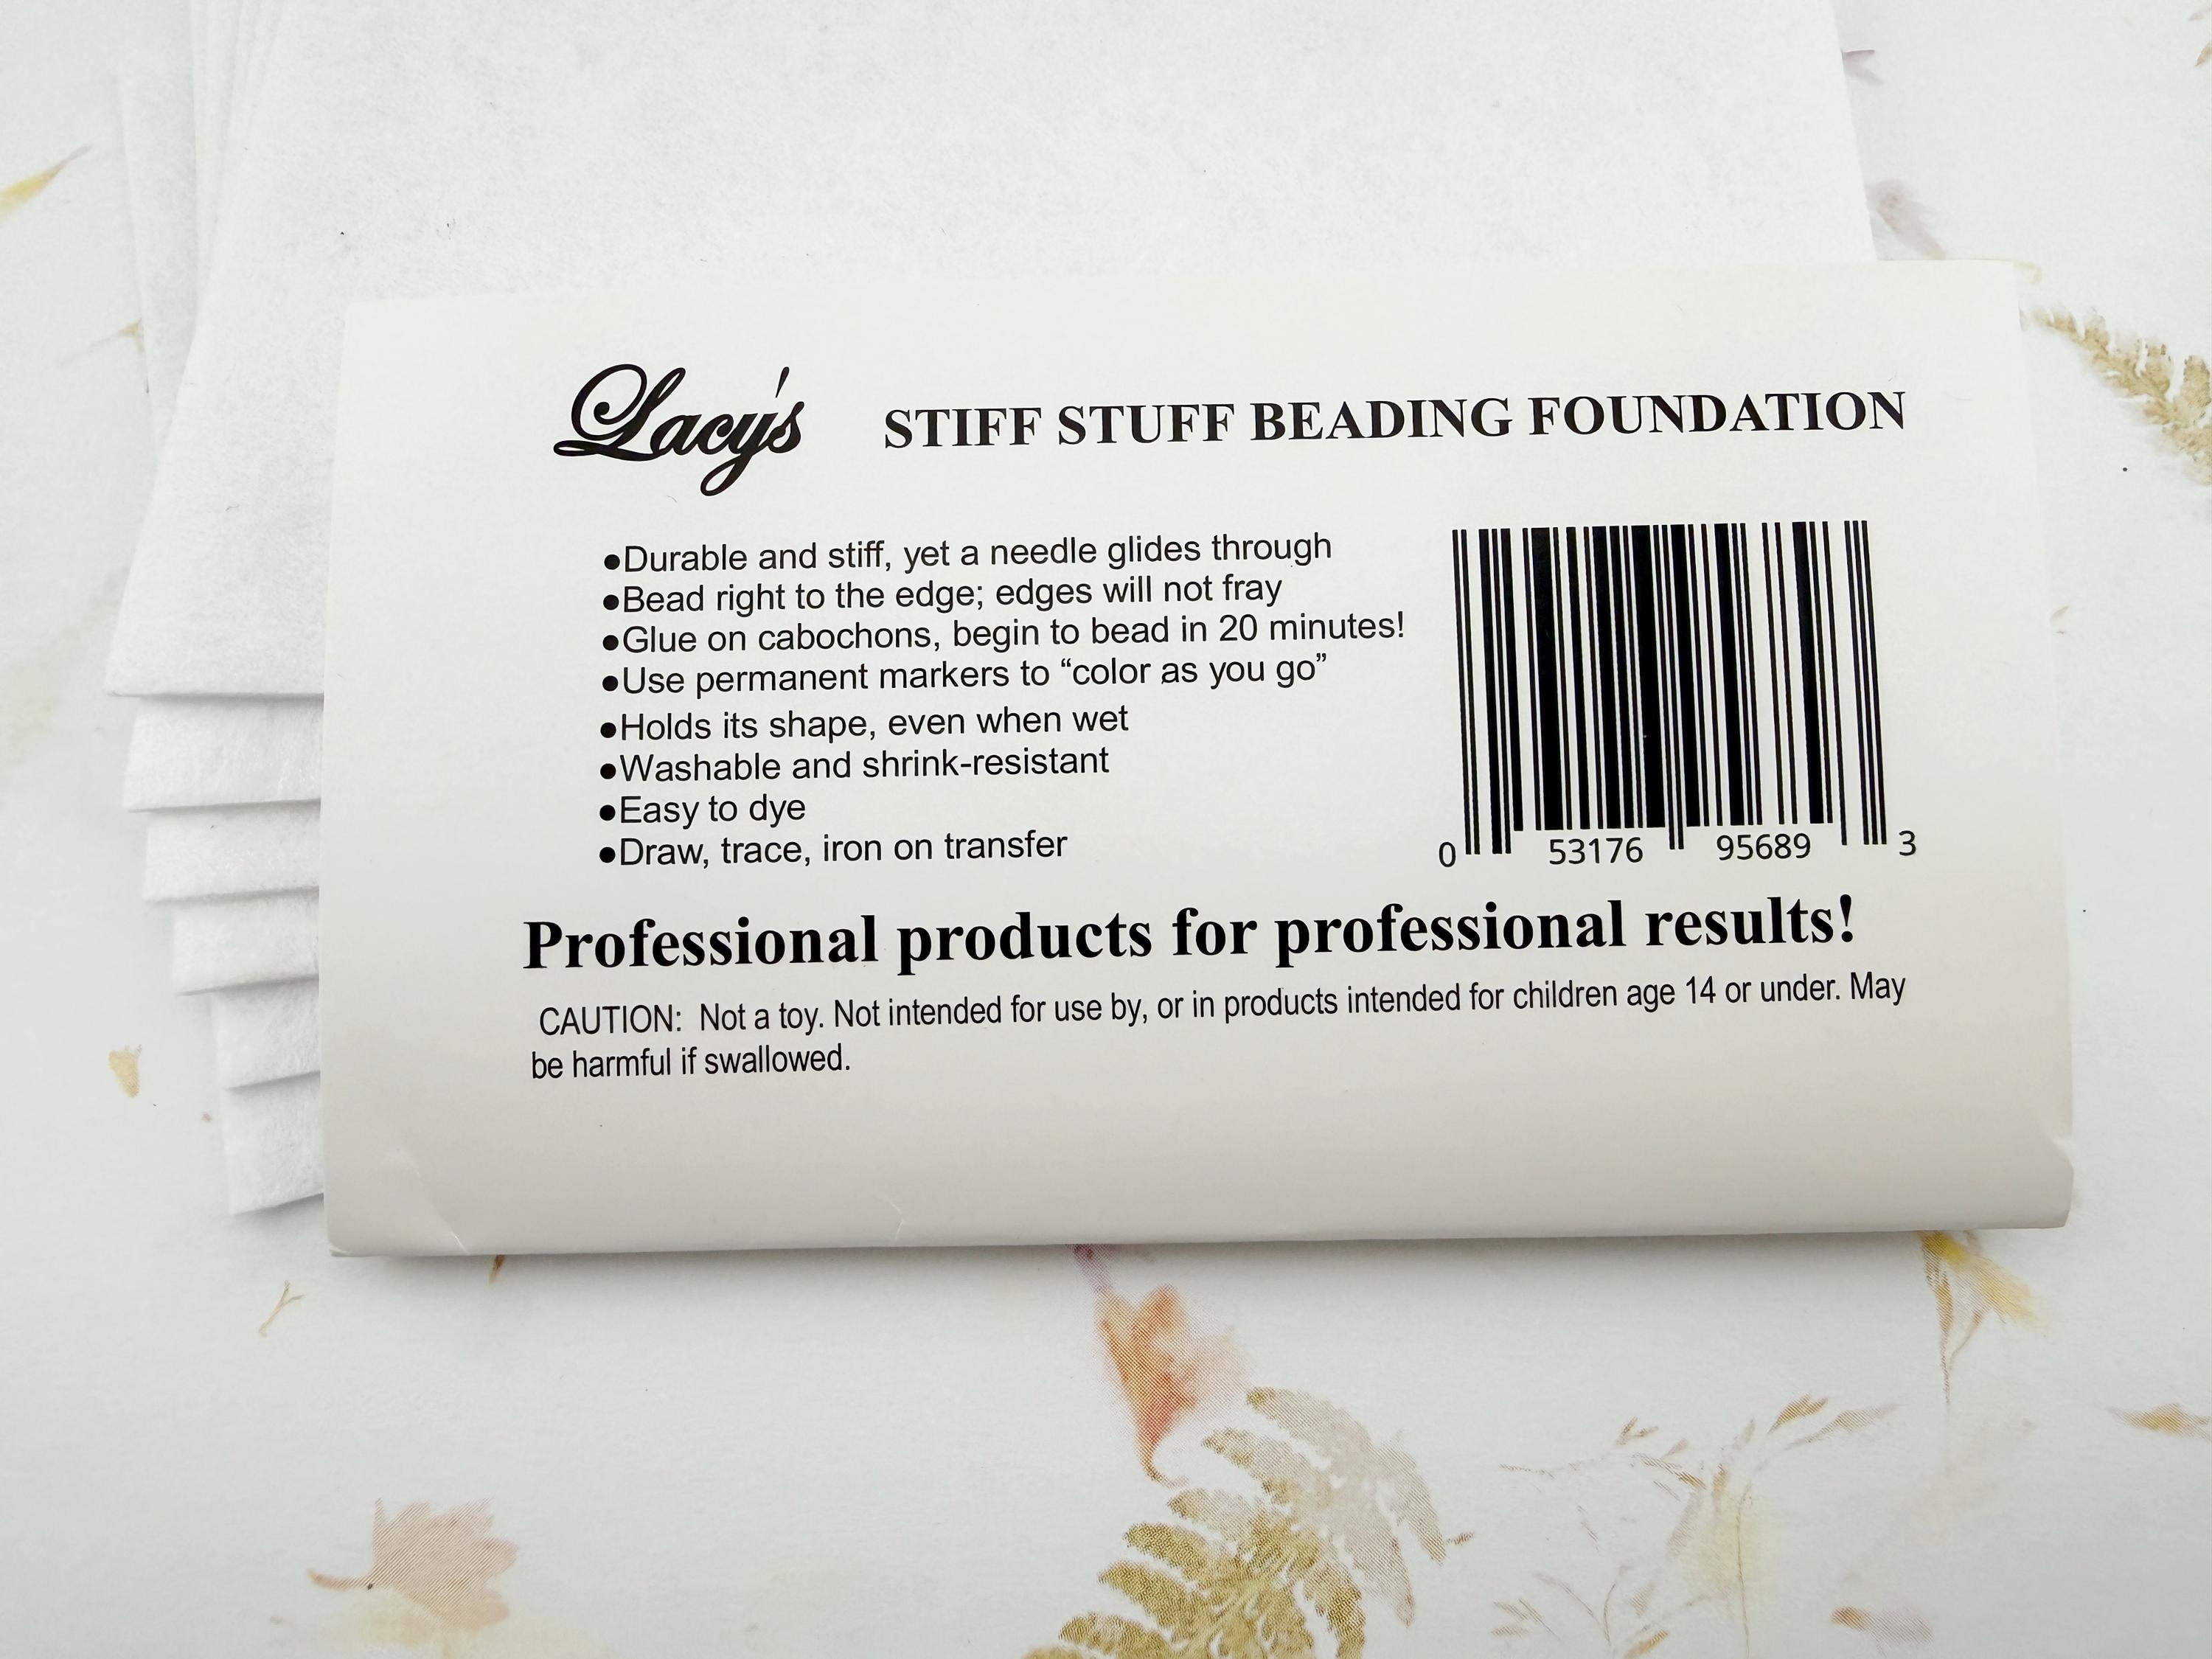 Lacy's STIFF STUFF BEADING FOUNDATION
●Durable and stiff, yet a needle glides through
●Bead right to the edge; edges will not fray
●Glue on cabochons, begin to bead in 20 minutes!
●Use permanent markers to “color as you go”
●Holds its shape, even when wet
●Washable and shrink-resistant
●Easy to dye
●Draw, trace, iron on transfer
0 53176 95689 3
Professional products for professional results!
CAUTION: Not a toy. Not intended for use by, or in products intended for children age 14 or under. May
be harmful if swallowed.